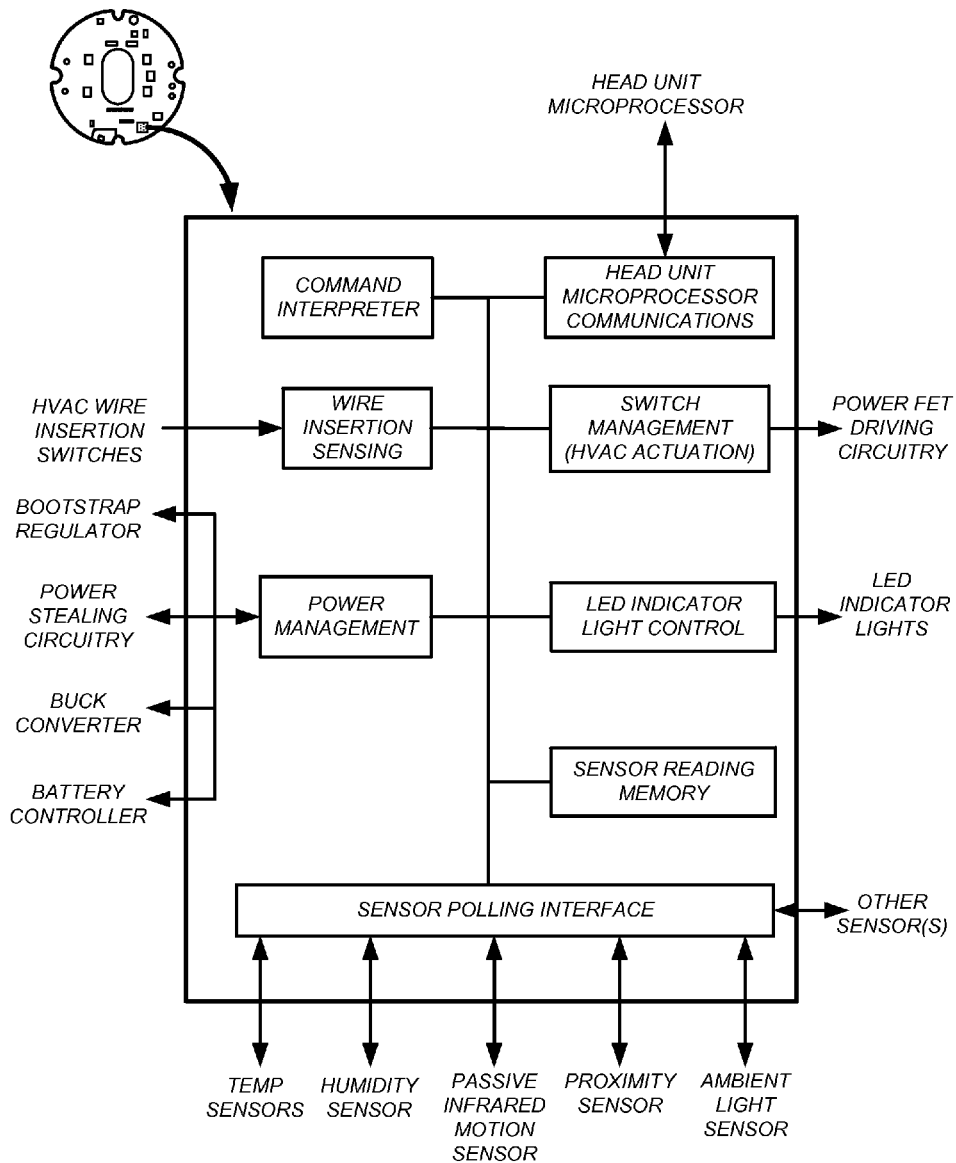 HEAD UNIT
MICROPROCESSOR
COMMAND
INTERPRETER
HEAD UNIT
MICROPROCESSOR
COMMUNICATIONS
HVAC WIRE
INSERTION
SWITCHES
WIRE
INSERTION
SENSING
SWITCH
MANAGEMENT
(HVAC ACTUATION)
POWER FET
DRIVING
CIRCUITRY
BOOTSTRAP
REGULATOR
POWER
STEALING
CIRCUITRY
POWER
MANAGEMENT
LED INDICATOR
LIGHT CONTROL
LED
INDICATOR
LIGHTS
BUCK
CONVERTER
BATTERY
CONTROLLER
SENSOR READING
MEMORY
SENSOR POLLING INTERFACE
OTHER
SENSOR(S)
TEMP
SENSORS
HUMIDITY
SENSOR
PASSIVE
INFRARED
MOTION
SENSOR
PROXIMITY
SENSOR
AMBIENT
LIGHT
SENSOR